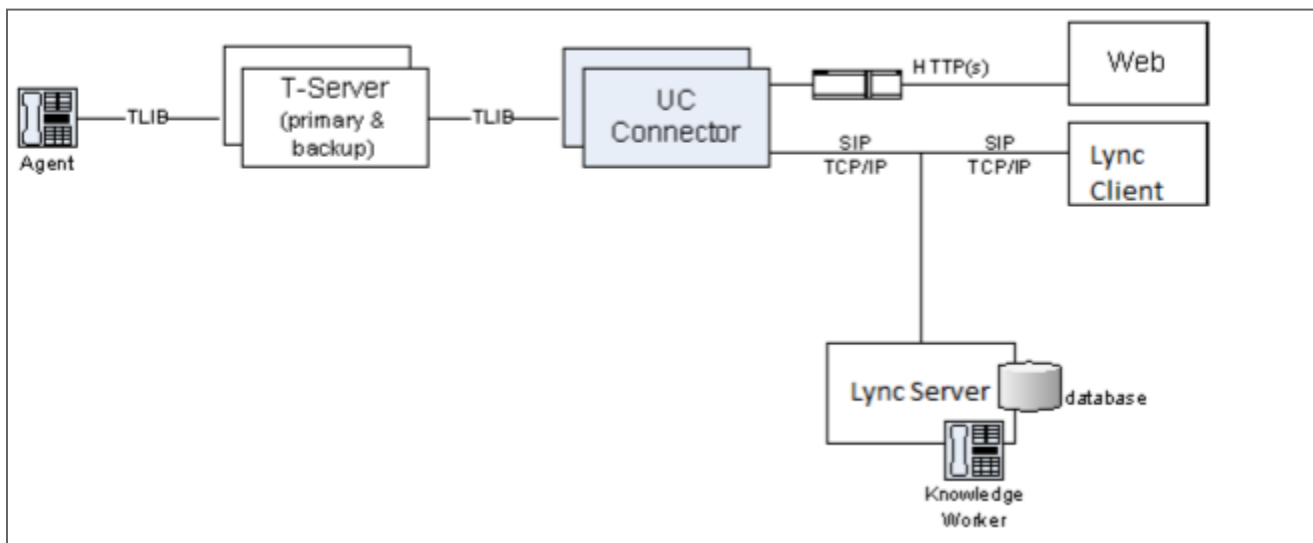 Agent
TLIB
T-Server
(primary &
backup)
TLIB
UC
Connector
HTTP(s)
Web
SIP
TCP/IP
SIP
TCP/IP
Lync
Client
Lync Server
database
Knowledge
Worker